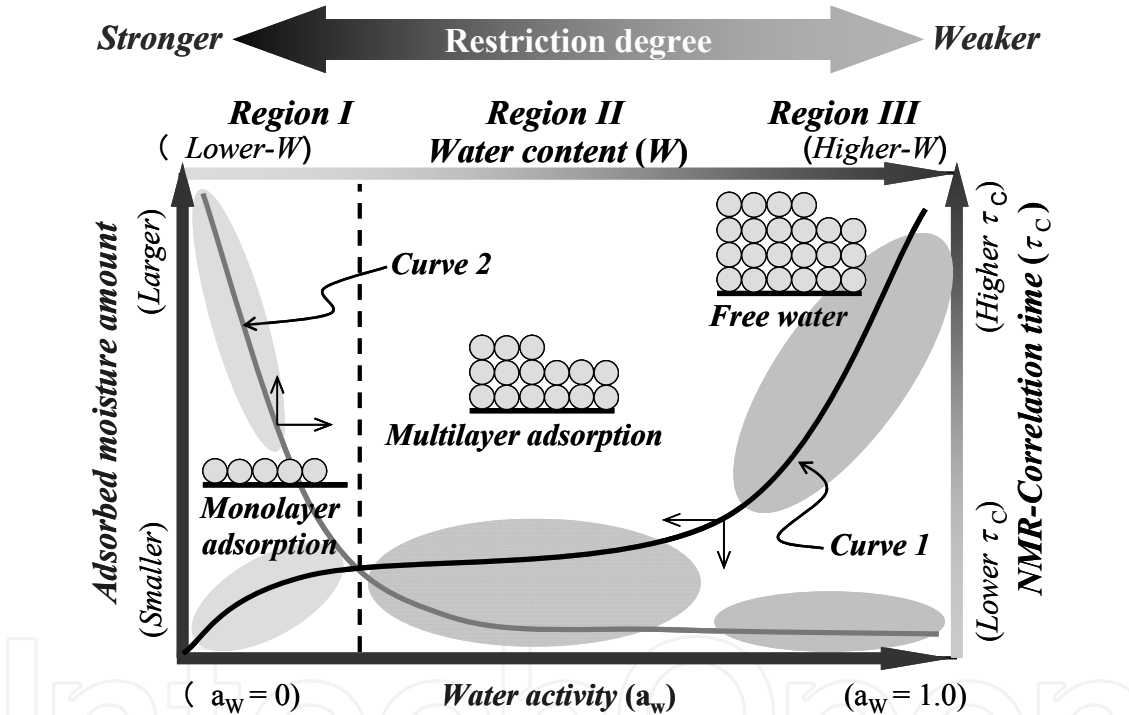 Stronger
Restriction degree
Weaker
Region I
Region II
Region III
( Lower-W)
Water content (W)
(Higher-W)
Adsorbed moisture amount
(Larger)
(Smaller)
Curve 2
Free water
Multilayer adsorption
Monolayer
adsorption
Curve 1
(Higher τC)
(Lower τC)
NMR-Correlation time (τC)
( aW = 0)
Water activity (aw)
(aW = 1.0)
IntechOpen